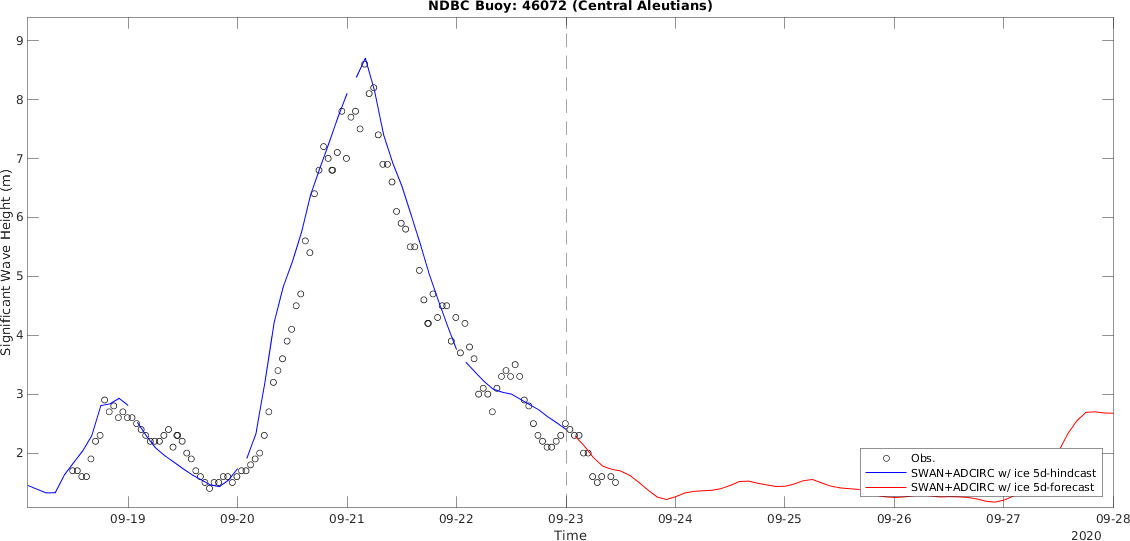 NDBC Buoy: 46072 (Central Aleutians)
Significant Wave Height (m)
9
8
7
6
5
4
3
2
Obs.
SWAN+ADCIRC w/ ice 5d-hindcast
SWAN+ADCIRC w/ ice 5d-forecast
09-19 09-20 09-21 09-22 09-23 09-24 09-25 09-26 09-27 09-28
Time
2020